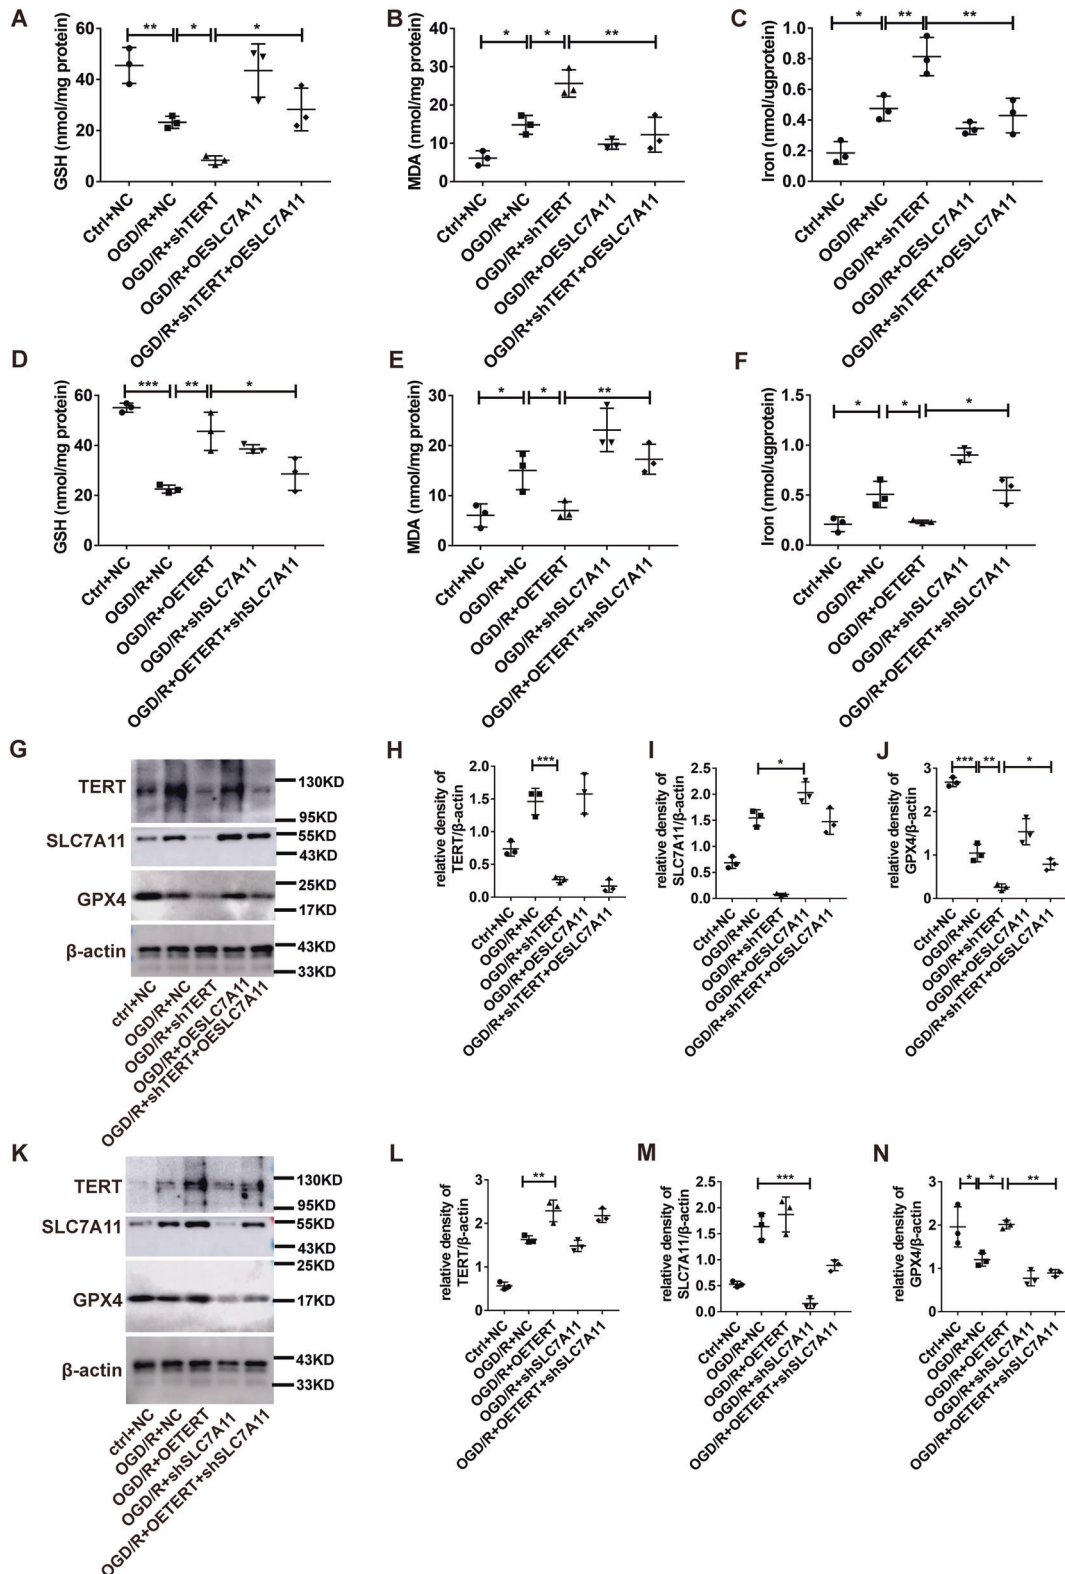 A
GSH (nmol/mg protein)
60
40
20
0
** * *
Ctrl+NC
OGD/R+NC
OGD/R+shTERT
OGD/R+OESLC7A11
OGD/R+shTERT+OESLC7A11
B
MDA (nmol/mg protein)
40
30
20
10
0
* * **
Ctrl+NC
OGD/R+NC
OGD/R+shTERT
OGD/R+OESLC7A11
OGD/R+shTERT+OESLC7A11
C
Iron (nmol/ugprotein)
1.0
0.8
0.6
0.4
0.2
0.0
* ** **
Ctrl+NC
OGD/R+NC
OGD/R+shTERT
OGD/R+OESLC7A11
OGD/R+shTERT+OESLC7A11
D
GSH (nmol/mg protein)
60
40
20
0
*** ** *
Ctrl+NC
OGD/R+NC
OGD/R+OETERT
OGD/R+shSLC7A11
OGD/R+OETERT+shSLC7A11
E
MDA (nmol/mg protein)
30
20
10
0
* * **
Ctrl+NC
OGD/R+NC
OGD/R+OETERT
OGD/R+shSLC7A11
OGD/R+OETERT+shSLC7A11
F
Iron (nmol/ugprotein)
1.5
1.0
0.5
0.0
* * *
Ctrl+NC
OGD/R+NC
OGD/R+OETERT
OGD/R+shSLC7A11
OGD/R+OETERT+shSLC7A11
G
TERT
130KD
95KD
SLC7A11
55KD
43KD
GPX4
25KD
17KD
β-actin
43KD
33KD
ctrl+NC
OGD/R+NC
OGD/R+shTERT
OGD/R+OESLC7A11
OGD/R+shTERT+OESLC7A11
H
relative density of
TERT/β-actin
2.0
1.5
1.0
0.5
0.0
***
Ctrl+NC
OGD/R+NC
OGD/R+shTERT
OGD/R+OESLC7A11
OGD/R+shTERT+OESLC7A11
I
relative density of
SLC7A11/β-actin
2.5
2.0
1.5
1.0
0.5
0.0
*
Ctrl+NC
OGD/R+NC
OGD/R+shTERT
OGD/R+OESLC7A11
OGD/R+shTERT+OESLC7A11
J
relative density of
GPX4/β-actin
3
2
1
0
*** ** *
Ctrl+NC
OGD/R+NC
OGD/R+shTERT
OGD/R+OESLC7A11
OGD/R+shTERT+OESLC7A11
K
TERT
130KD
95KD
SLC7A11
55KD
43KD
25KD
GPX4
17KD
β-actin
43KD
33KD
ctrl+NC
OGD/R+NC
OGD/R+OETERT
OGD/R+shSLC7A11
OGD/R+OETERT+shSLC7A11
L
relative density of
TERT/β-actin
3
2
1
0
**
Ctrl+NC
OGD/R+NC
OGD/R+OETERT
OGD/R+shSLC7A11
OGD/R+OETERT+shSLC7A11
M
relative density of
SLC7A11/β-actin
2.5
2.0
1.5
1.0
0.5
0.0
***
Ctrl+NC
OGD/R+NC
OGD/R+OETERT
OGD/R+shSLC7A11
OGD/R+OETERT+shSLC7A11
N
relative density of
GPX4/β-actin
3
2
1
0
* * **
Ctrl+NC
OGD/R+NC
OGD/R+OETERT
OGD/R+shSLC7A11
OGD/R+OETERT+shSLC7A11